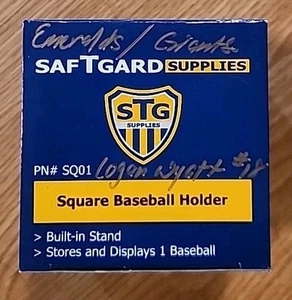 Emeralds / Giants
SAFTGARD SUPPLIES
STG
SUPPLIES
PN# SQ01 Logan Wyatt #18
Square Baseball Holder
> Built-in Stand
> Stores and Displays 1 Baseball